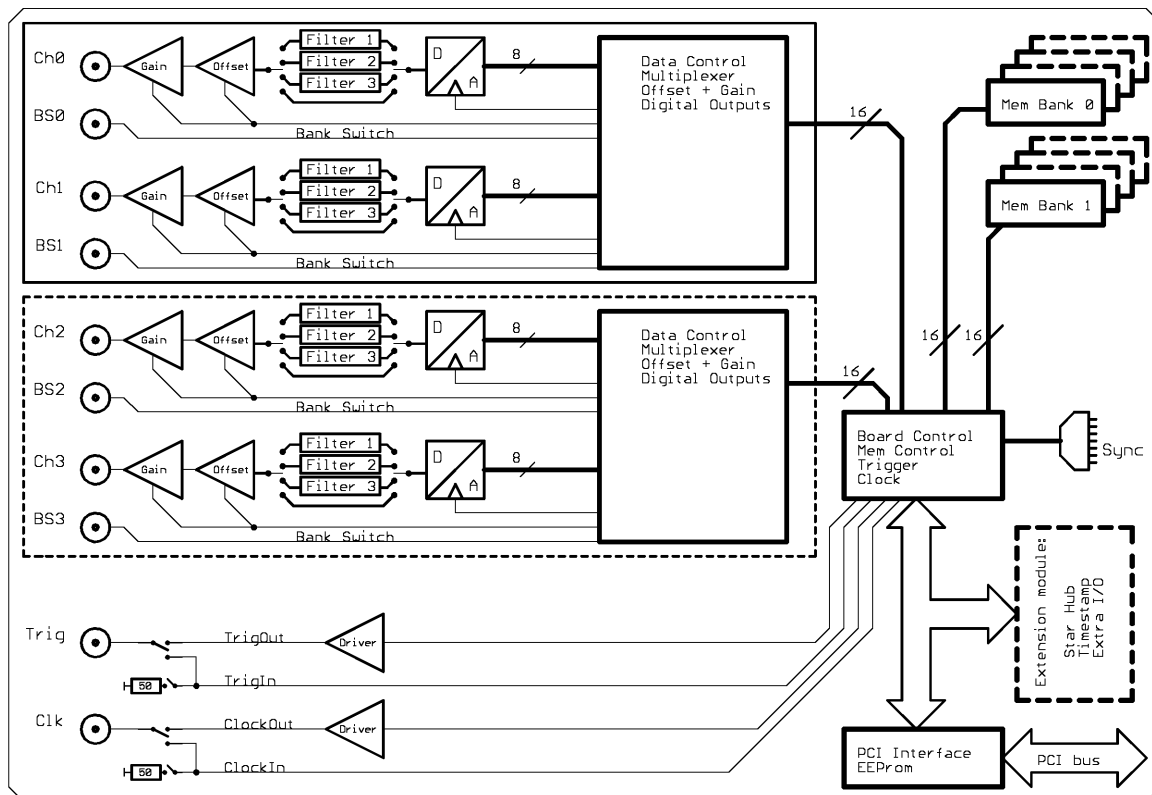 Ch0
Gain
Offset
Filter 1
Filter 2
Filter 3
D
A
8
Data Control
Multiplexer
Offset + Gain
Digital Outputs
BS0
Bank Switch
16
Mem Bank 0
Ch1
Gain
Offset
Filter 1
Filter 2
Filter 3
D
A
8
BS1
Bank Switch
Mem Bank 1
16
16
Ch2
Gain
Offset
Filter 1
Filter 2
Filter 3
D
A
8
Data Control
Multiplexer
Offset + Gain
Digital Outputs
BS2
Bank Switch
16
Ch3
Gain
Offset
Filter 1
Filter 2
Filter 3
D
A
8
BS3
Bank Switch
Board Control
Mem Control
Trigger
Clock
Sync
Extension module:
Star Hub
Timestamp
Extra I/O
Trig
TrigOut
Driver
50
TrigIn
Clk
ClockOut
Driver
50
ClockIn
PCI Interface
EEProm
PCI bus